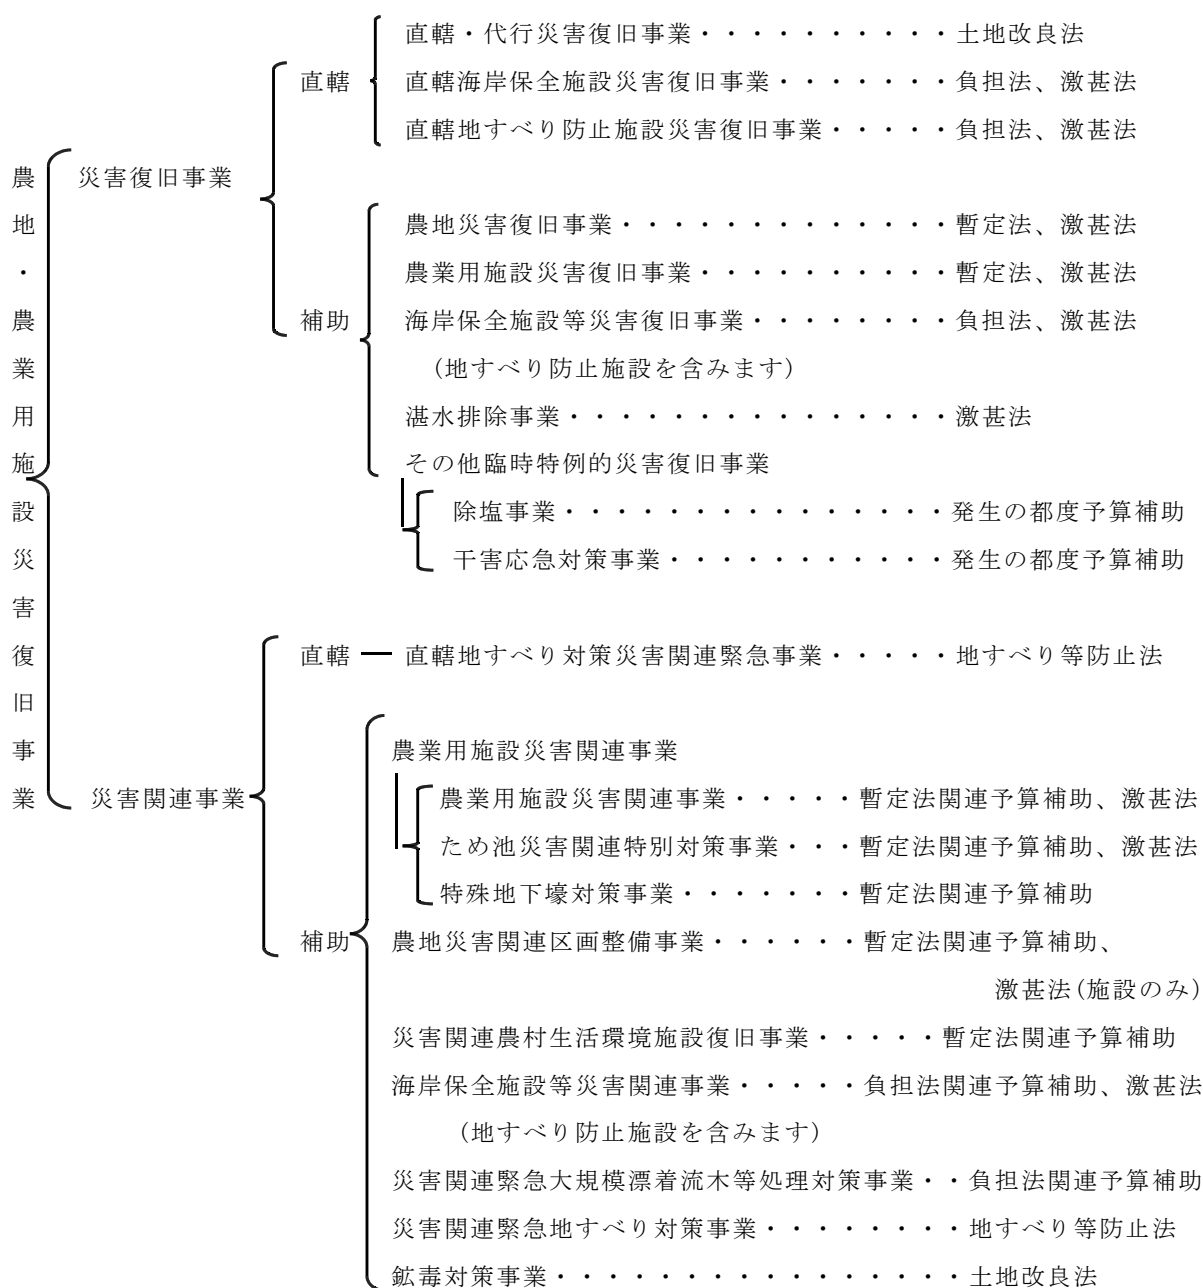 農地・農業用施設災害復旧事業
災害復旧事業
直轄
直轄・代行災害復旧事業・・・・・・・・・・土地改良法
直轄海岸保全施設災害復旧事業・・・・・・・負担法、激甚法
直轄地すべり防止施設災害復旧事業・・・・・負担法、激甚法
補助
農地災害復旧事業・・・・・・・・・・・・・暫定法、激甚法
農業用施設災害復旧事業・・・・・・・・・・暫定法、激甚法
海岸保全施設等災害復旧事業・・・・・・・・負担法、激甚法
（地すべり防止施設を含みます）
湛水排除事業・・・・・・・・・・・・・・・激甚法
その他臨時特例的災害復旧事業
除塩事業・・・・・・・・・・・・・・・発生の都度予算補助
干害応急対策事業・・・・・・・・・・・発生の都度予算補助
災害関連事業
直轄
直轄地すべり対策災害関連緊急事業・・・・・地すべり等防止法
補助
農業用施設災害関連事業
農業用施設災害関連事業・・・・・暫定法関連予算補助、激甚法
ため池災害関連特別対策事業・・・暫定法関連予算補助、激甚法
特殊地下壕対策事業・・・・・・・暫定法関連予算補助
農地災害関連区画整備事業・・・・・・暫定法関連予算補助、
激甚法(施設のみ)
災害関連農村生活環境施設復旧事業・・・・・暫定法関連予算補助
海岸保全施設等災害関連事業・・・・・負担法関連予算補助、激甚法
（地すべり防止施設を含みます）
災害関連緊急大規模漂着流木等処理対策事業・・負担法関連予算補助
災害関連緊急地すべり対策事業・・・・・・・・地すべり等防止法
鉱毒対策事業・・・・・・・・・・・・・・・・土地改良法